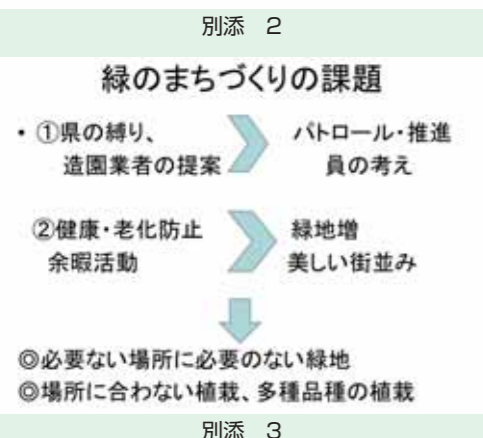 別添　2
緑のまちづくりの課題
・①県の縛り、
造園業者の提案
パトロール・推進
員の考え
②健康・老化防止
余暇活動
緑地増
美しい街並み
◎必要ない場所に必要のない緑地
◎場所に合わない植栽、多種品種の植栽
別添　3